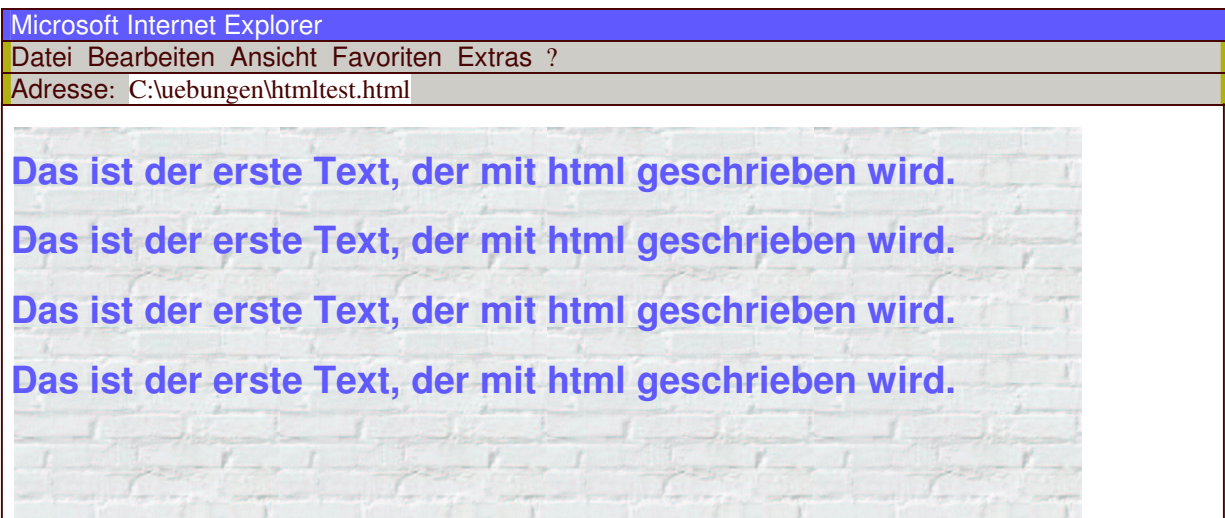 Microsoft Internet Explorer
Datei Bearbeiten Ansicht Favoriten Extras ?
Adresse: C:\uebungen\htmltest.html
Das ist der erste Text, der mit html geschrieben wird.
Das ist der erste Text, der mit html geschrieben wird.
Das ist der erste Text, der mit html geschrieben wird.
Das ist der erste Text, der mit html geschrieben wird.